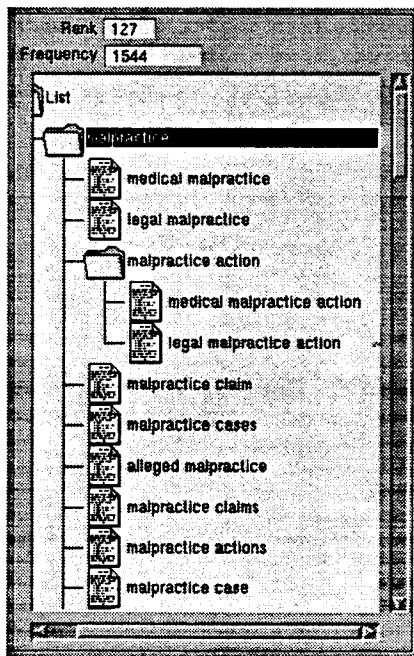 Rank 127
Frequency 1544
List
malpractice
medical malpractice
legal malpractice
malpractice action
medical malpractice action
legal malpractice action
malpractice claim
malpractice cases
alleged malpractice
malpractice claims
malpractice actions
malpractice case